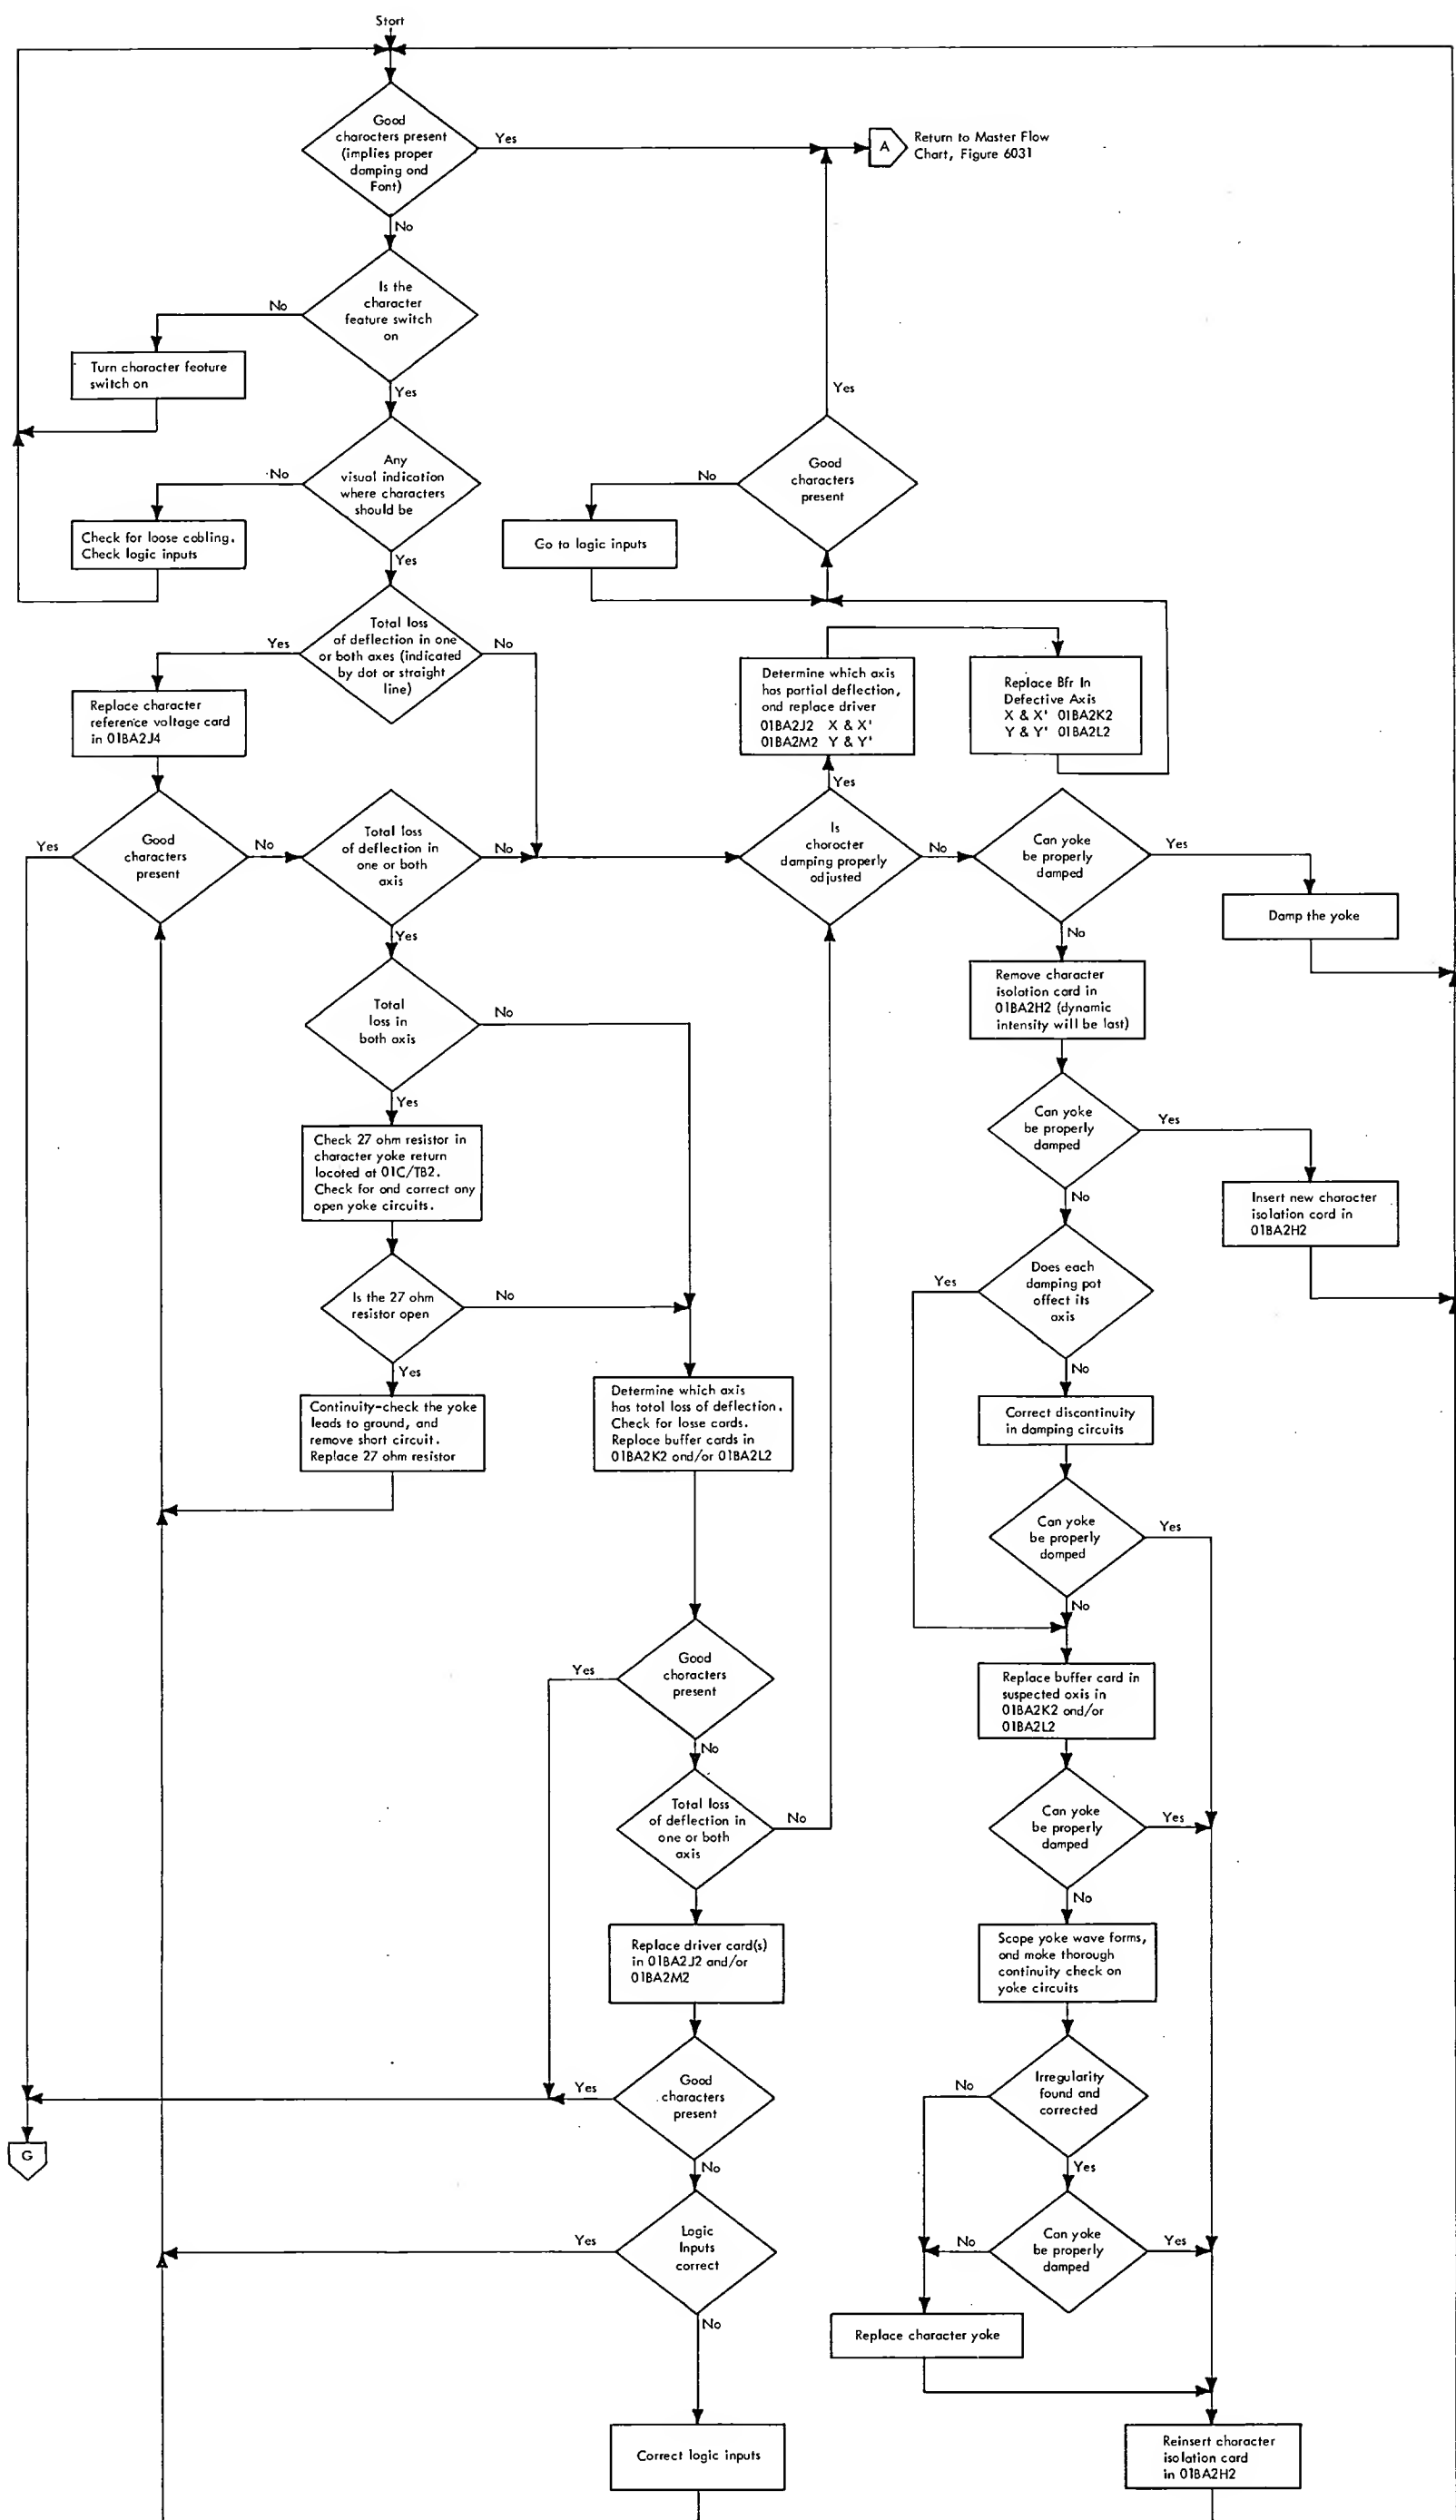 Start
Good
characters present
(implies proper
damping and
Font)
Yes
A
Return to Master Flow
Chart, Figure 6031
No
Is the
character
feature switch
on
No
Turn character feature
switch on
Yes
Any
visual indication
where characters
should be
No
Check for loose cabling.
Check logic inputs
Yes
Good
characters
present
Yes
No
Go to logic inputs
Total loss
of deflection in one
or both axes (indicated
by dot or straight
line)
Yes
No
Replace character
reference voltage card
in 01BA2J4
Determine which axis
has partial deflection,
and replace driver
01BA2J2 X & X'
01BA2M2 Y & Y'
Replace Bfr In
Defective Axis
X & X' 01BA2K2
Y & Y' 01BA2L2
Yes
Good
characters
present
Yes
No
Total loss
of deflection in
one or both
axis
No
Is
character
damping properly
adjusted
No
Can yoke
be properly
damped
Yes
Damp the yoke
Yes
No
Total
loss in
both axis
No
Remove character
isolation card in
01BA2H2 (dynamic
intensity will be last)
Yes
Check 27 ohm resistor in
character yoke return
located at 01C/TB2.
Check for and correct any
open yoke circuits.
Can yoke
be properly
damped
Yes
No
Insert new character
isolation card in
01BA2H2
Is the 27 ohm
resistor open
No
Does each
damping pot
affect its
axis
Yes
Yes
No
Continuity-check the yoke
leads to ground, and
remove short circuit.
Replace 27 ohm resistor
Determine which axis
has total loss of deflection.
Check for losse cards.
Replace buffer cards in
01BA2K2 and/or 01BA2L2
Correct discontinuity
in damping circuits
Can yoke
be properly
damped
Yes
No
Good
characters
present
Yes
No
Replace buffer card in
suspected axis in
01BA2K2 and/or
01BA2L2
Total loss
of deflection in
one or both
axis
No
Can yoke
be properly
damped
Yes
No
Replace driver card(s)
in 01BA2J2 and/or
01BA2M2
Scope yoke wave forms,
and make thorough
continuity check on
yoke circuits
Good
characters
present
Yes
No
Irregularity
found and
corrected
No
Yes
G
Logic
Inputs
correct
Yes
No
Can yoke
be properly
damped
No
Yes
Replace character yoke
Correct logic inputs
Reinsert character
isolation card
in 01BA2H2